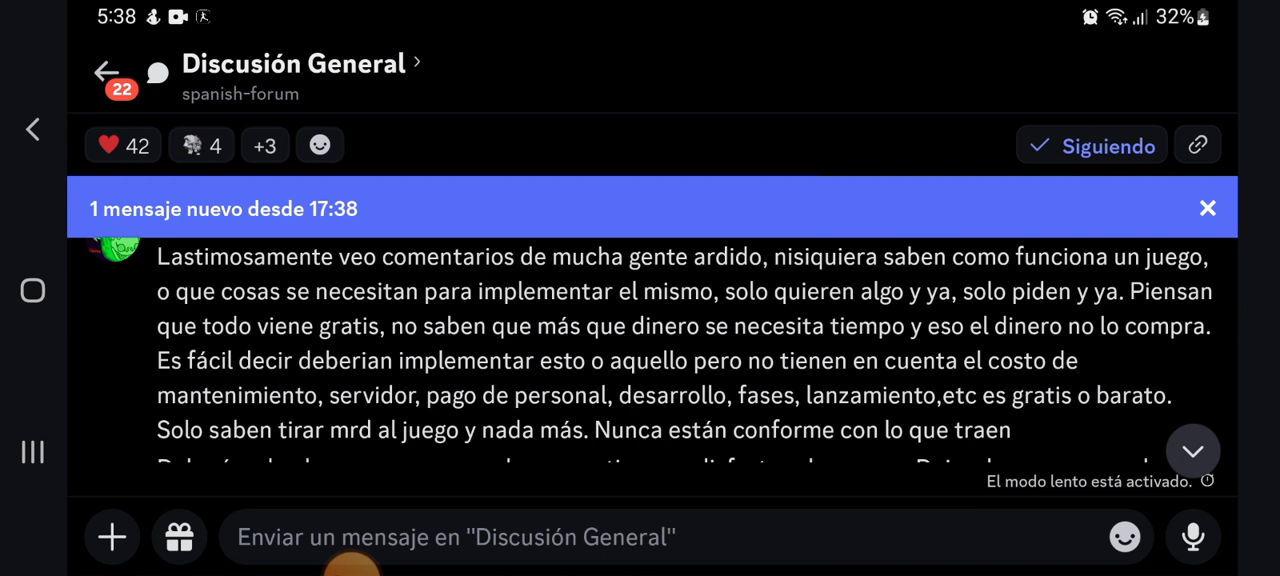 5:38
32%
Discusión General
22
spanish-forum
42 4 +3
Siguiendo
1 mensaje nuevo desde 17:38
Lastimosamente veo comentarios de mucha gente ardido, nisiquiera saben como funciona un juego,
o que cosas se necesitan para implementar el mismo, solo quieren algo y ya, solo piden y ya. Piensan
que todo viene gratis, no saben que más que dinero se necesita tiempo y eso el dinero no lo compra.
Es fácil decir deberian implementar esto o aquello pero no tienen en cuenta el costo de
mantenimiento, servidor, pago de personal, desarrollo, fases, lanzamiento,etc es gratis o barato.
Solo saben tirar mrd al juego y nada más. Nunca están conforme con lo que traen
El modo lento está activado.
Enviar un mensaje en "Discusión General"